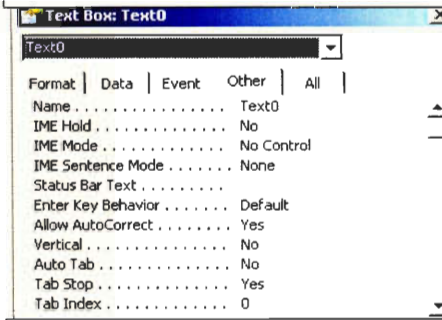 Text Box: Text0
Text0
Format Data Event Other All
Name . . . . . . . . . . . . . . . . Text0
IME Hold . . . . . . . . . . . . . No
IME Mode . . . . . . . . . . . . . No Control
IME Sentence Mode . . . . . . . None
Status Bar Text . . . . . . . . .
Enter Key Behavior . . . . . . . Default
Allow AutoCorrect . . . . . . . Yes
Vertical . . . . . . . . . . . . . . No
Auto Tab . . . . . . . . . . . . . No
Tab Stop . . . . . . . . . . . . . Yes
Tab Index . . . . . . . . . . . . . 0